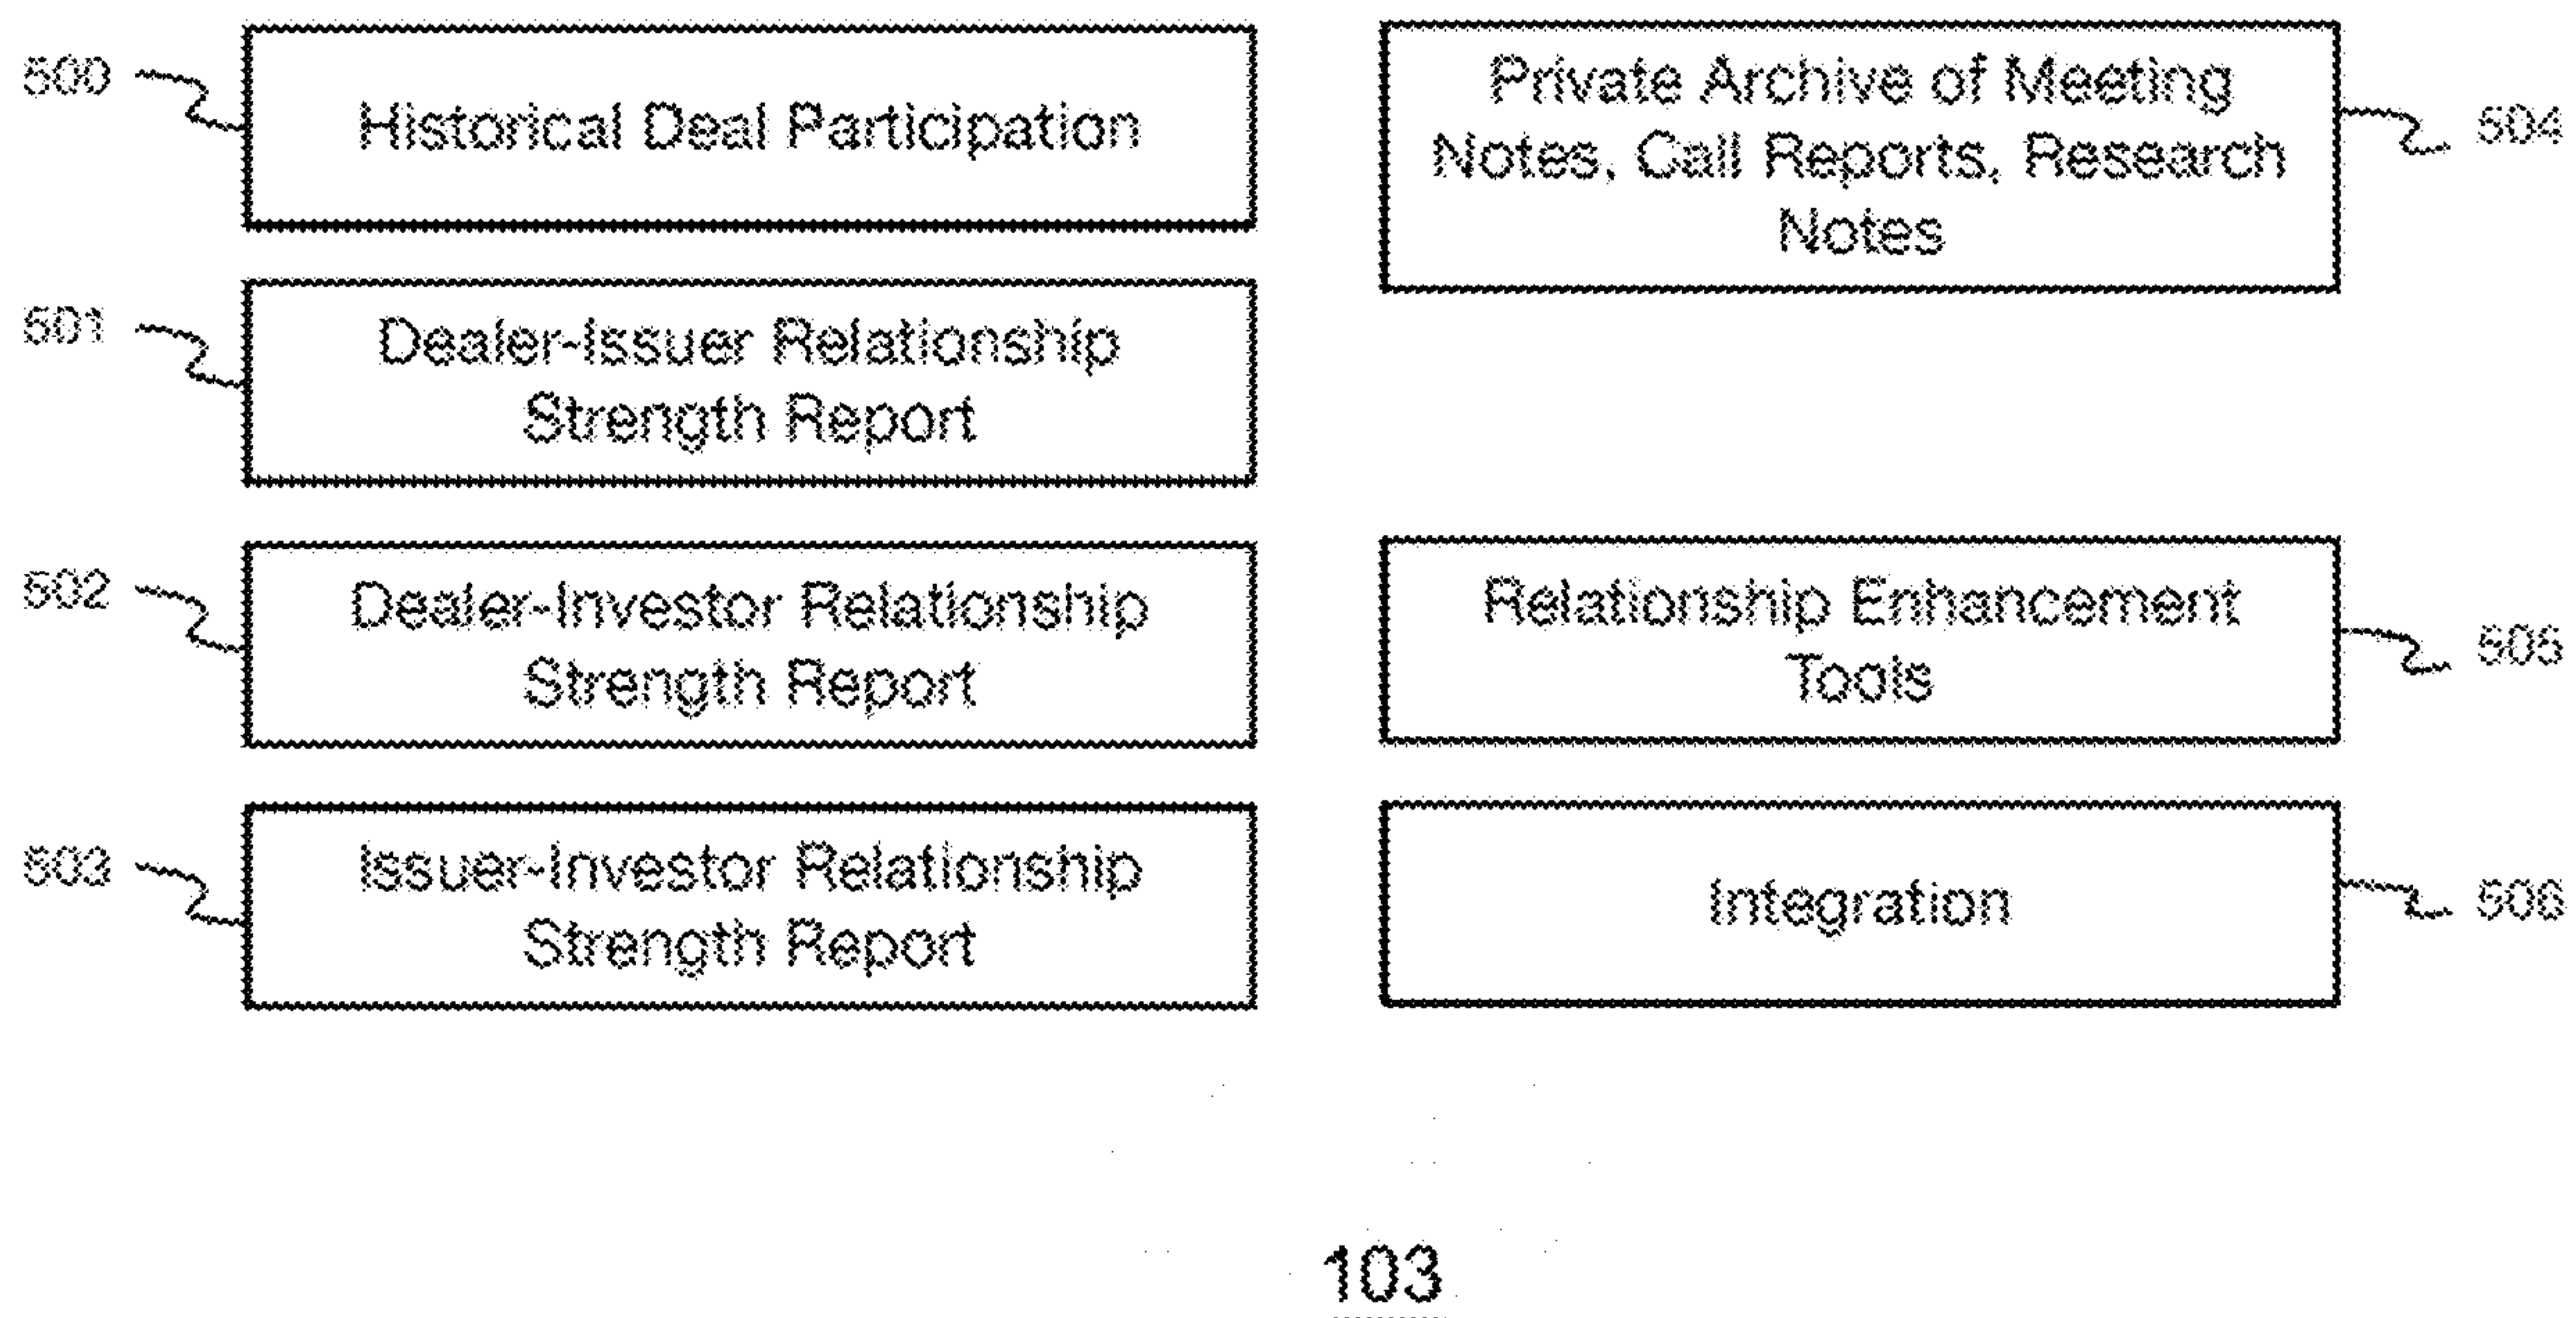 500
Historical Deal Participation
501
Dealer-Issuer Relationship
Strength Report
502
Dealer-Investor Relationship
Strength Report
503
Issuer-Investor Relationship
Strength Report
Private Archive of Meeting
Notes, Call Reports, Research
Notes
504
Relationship Enhancement
Tools
505
Integration
506
103